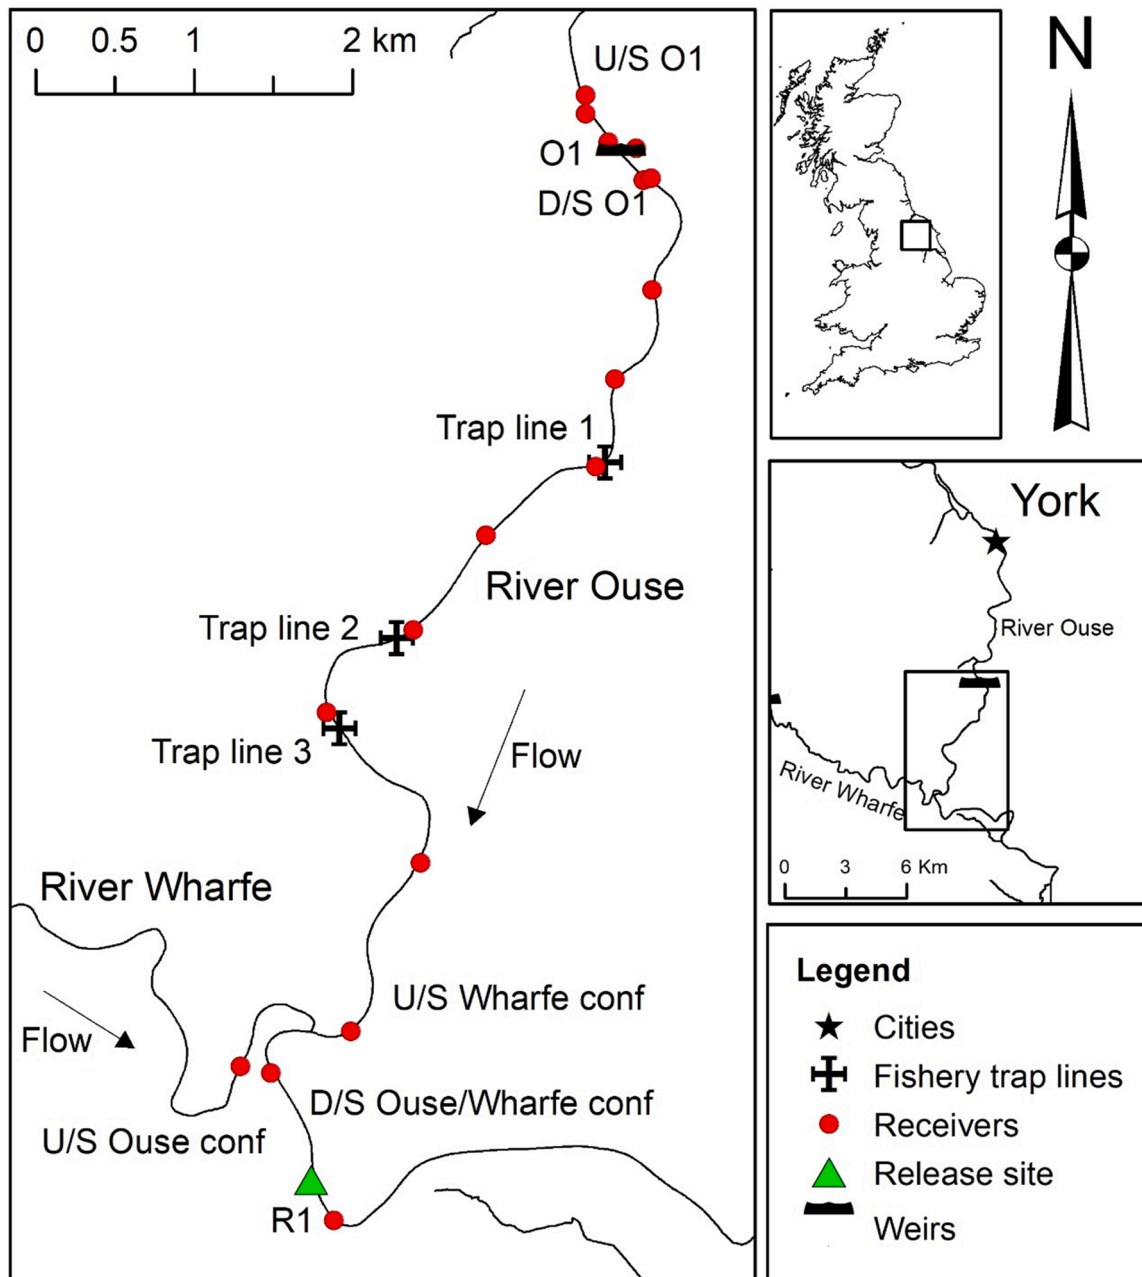 0 0.5 1 2 km
U/S O1
O1
D/S O1
Trap line 1
River Ouse
Trap line 2
Trap line 3
Flow
River Wharfe
U/S Wharfe conf
Flow
D/S Ouse/Wharfe conf
U/S Ouse conf
R1
N
York
River Ouse
River Wharfe
0 3 6 Km
Legend
Cities
Fishery trap lines
Receivers
Release site
Weirs